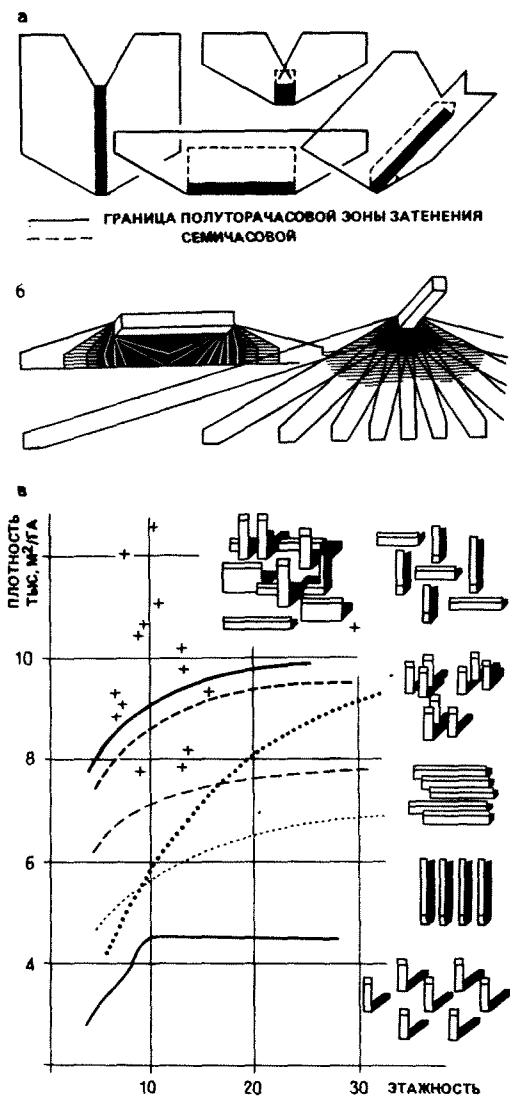 а
ГРАНИЦА ПОЛУТОРАЧАСОВОЙ ЗОНЫ ЗАТЕНЕНИЯ
СЕМИЧАСОВОЙ
б
в
ПЛОТНОСТЬ
ТЫС. М²/ГА
10
8
6
4
10
20
30
ЭТАЖНОСТЬ